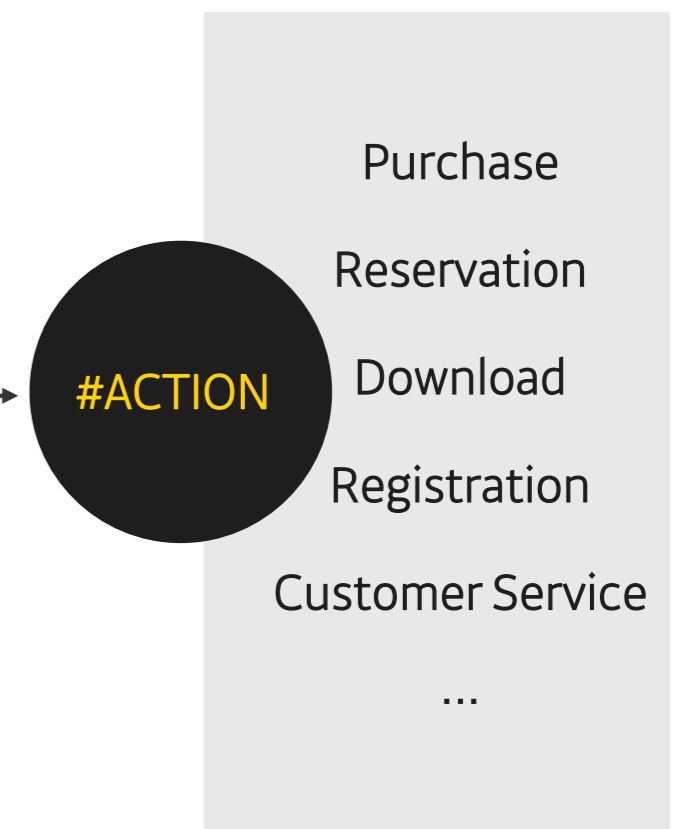 Purchase
Reservation
#ACTION
Download
Registration
Customer Service
...